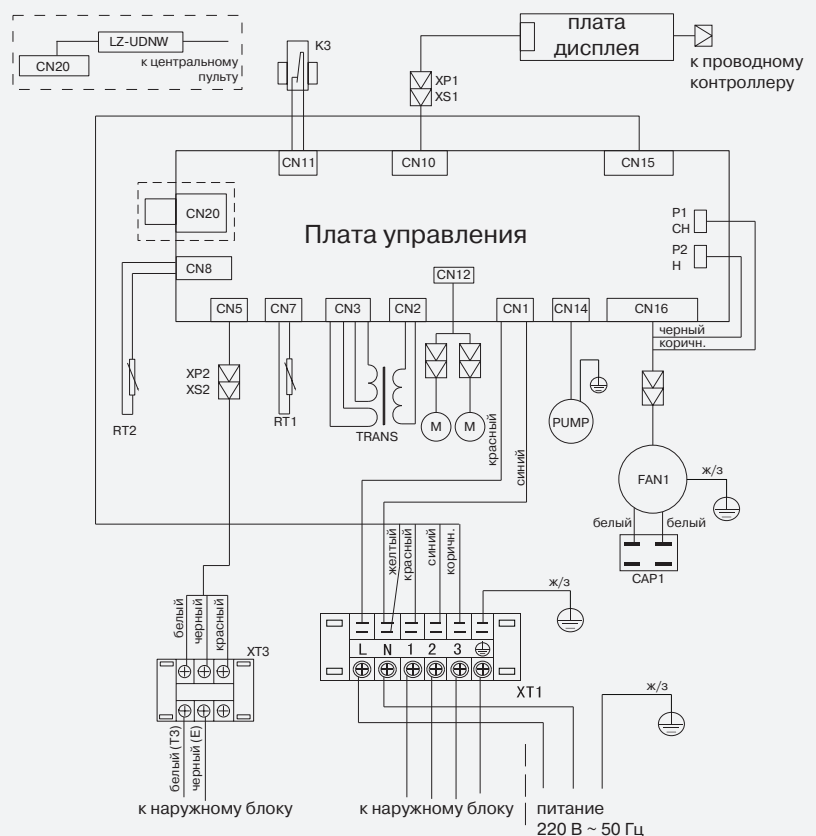 LZ-UDNW
CN20
к центральному
пульту
K3
плата
дисплея
к проводному
контроллеру
XP1
XS1
CN11
CN10
CN15
CN20
P1
CH
Плата управления
P2
H
CN8
CN12
CN5
CN7
CN3
CN2
CN1
CN14
CN16
черный
коричн.
XP2
XS2
RT2
RT1
TRANS
M
M
PUMP
красный
синий
FAN1
ж/з
белый
белый
CAP1
желтый
красный
синий
коричн.
ж/з
белый
черный
красный
XT3
L N 1 2 3
XT1
ж/з
белый (T3)
черный (E)
к наружному блоку
к наружному блоку
питание
220 В ~ 50 Гц